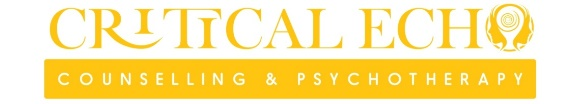 CRITICAL ECHO
COUNSELLING & PSYCHOTHERAPY